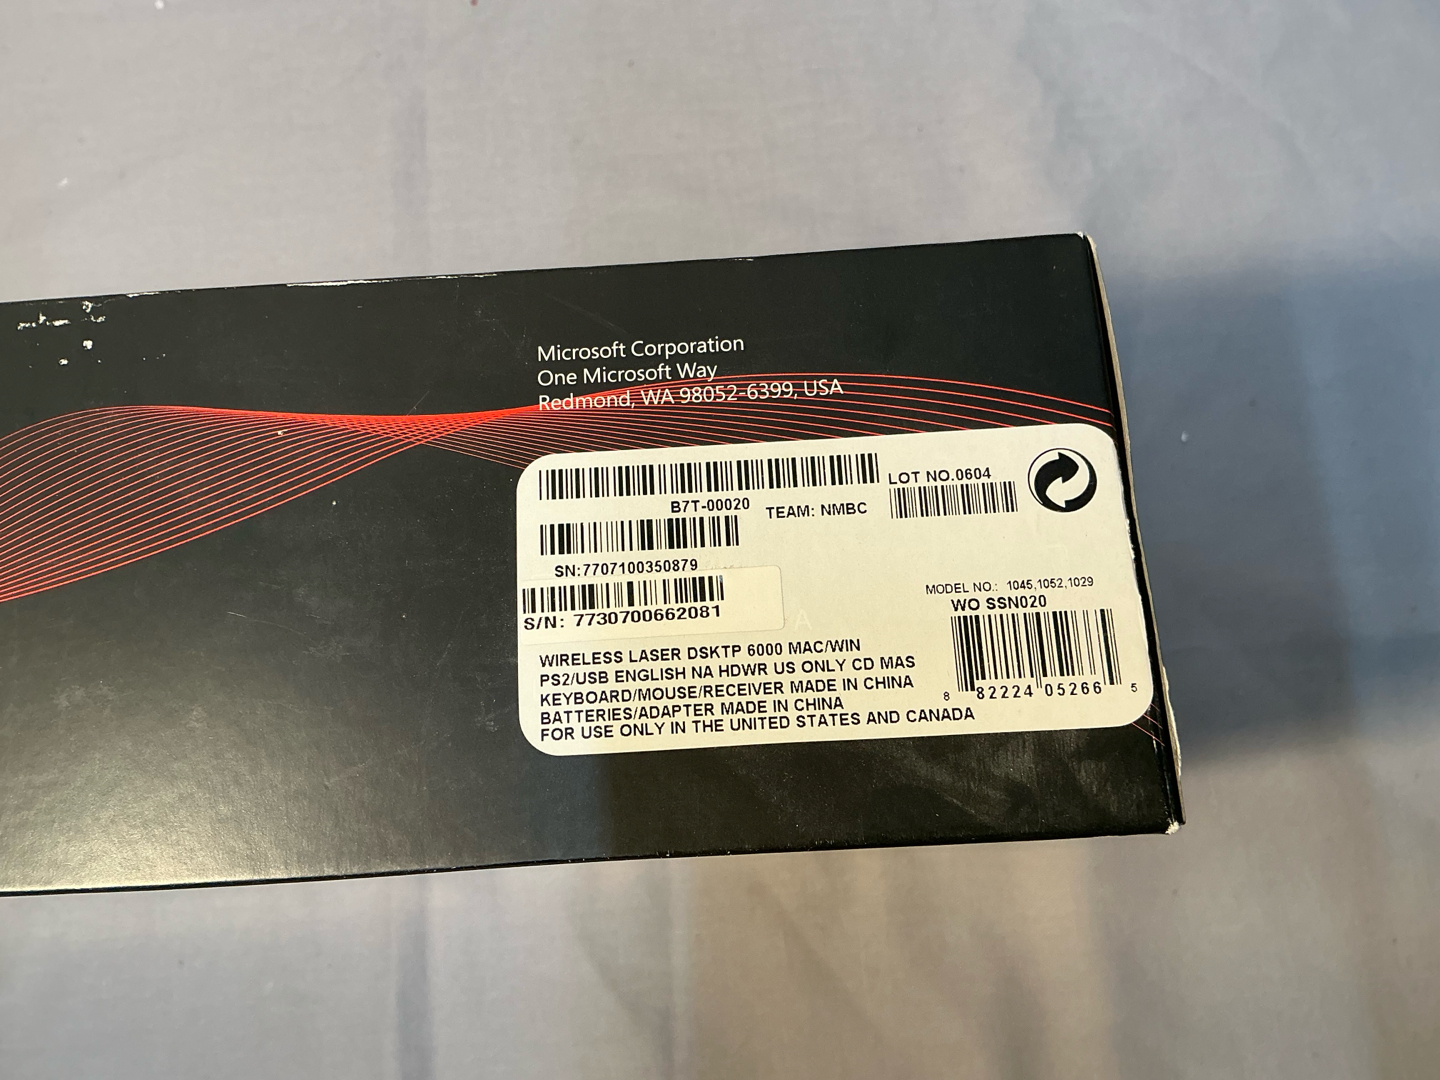 Microsoft Corporation
One Microsoft Way
Redmond, WA 98052-6399, USA
LOT NO.0604
B7T-00020
TEAM: NMBC
SN:7707100350879
S/N: 7730700662081
MODEL NO.: 1045,1052,1029
WO SSN020
WIRELESS LASER DSKTP 6000 MAC/WIN
PS2/USB ENGLISH NA HDWR US ONLY CD MAS
KEYBOARD/MOUSE/RECEIVER MADE IN CHINA
BATTERIES/ADAPTER MADE IN CHINA
FOR USE ONLY IN THE UNITED STATES AND CANADA
8 82224 05266 5